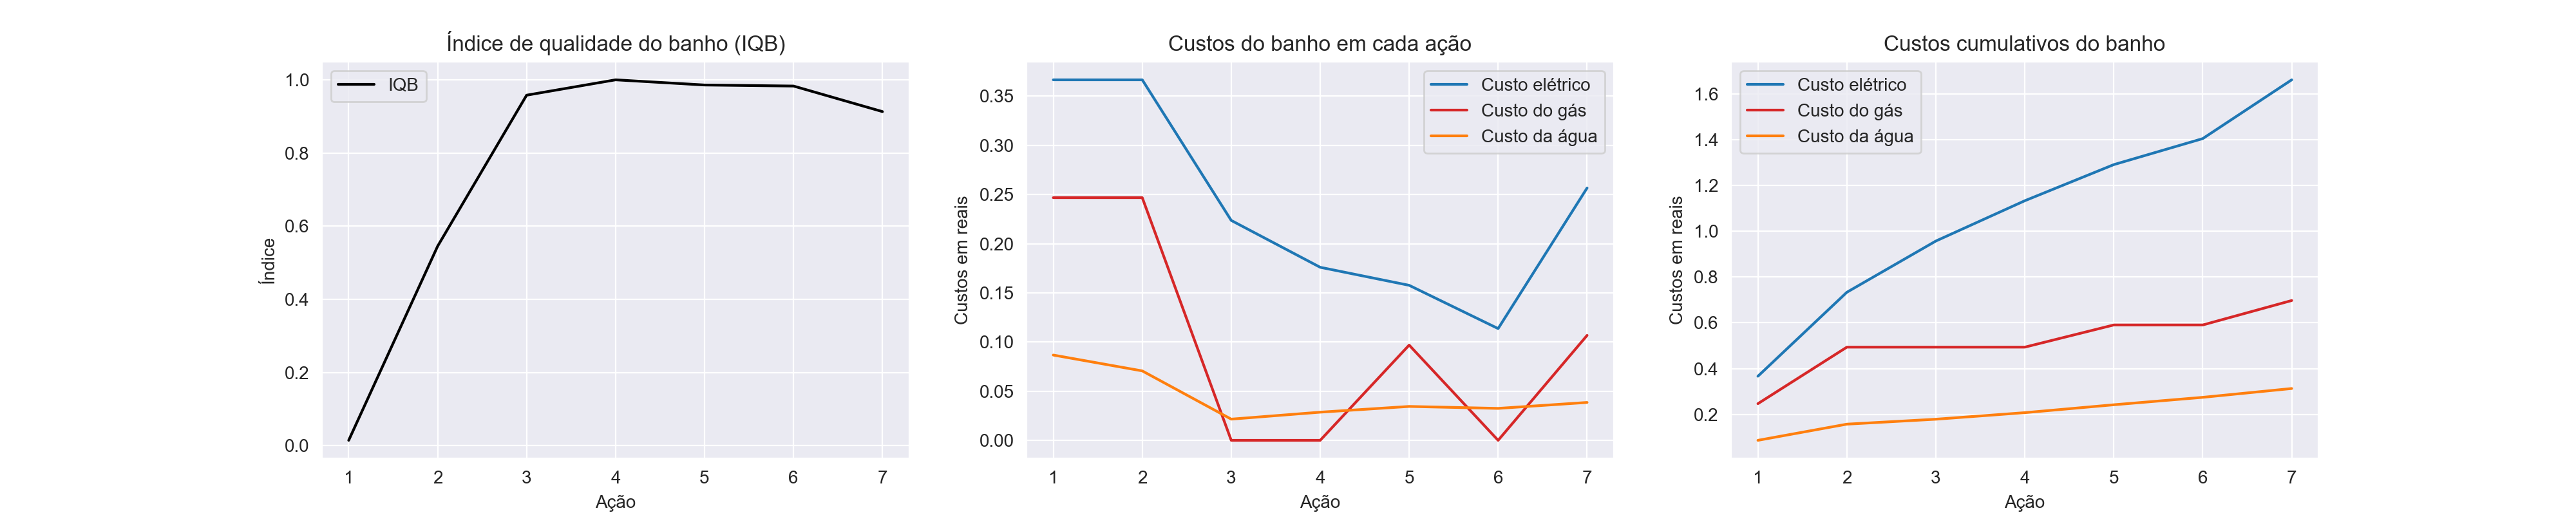 Índice de qualidade do banho (IQB)
IQB
1.0
0.8
0.6
0.4
0.2
0.0
Índice
1 2 3 4 5 6 7
Ação
Custos do banho em cada ação
Custo elétrico
Custo do gás
Custo da água
0.35
0.30
0.25
0.20
0.15
0.10
0.05
0.00
Custos em reais
1 2 3 4 5 6 7
Ação
Custos cumulativos do banho
Custo elétrico
Custo do gás
Custo da água
1.6
1.4
1.2
1.0
0.8
0.6
0.4
0.2
Custos em reais
1 2 3 4 5 6 7
Ação